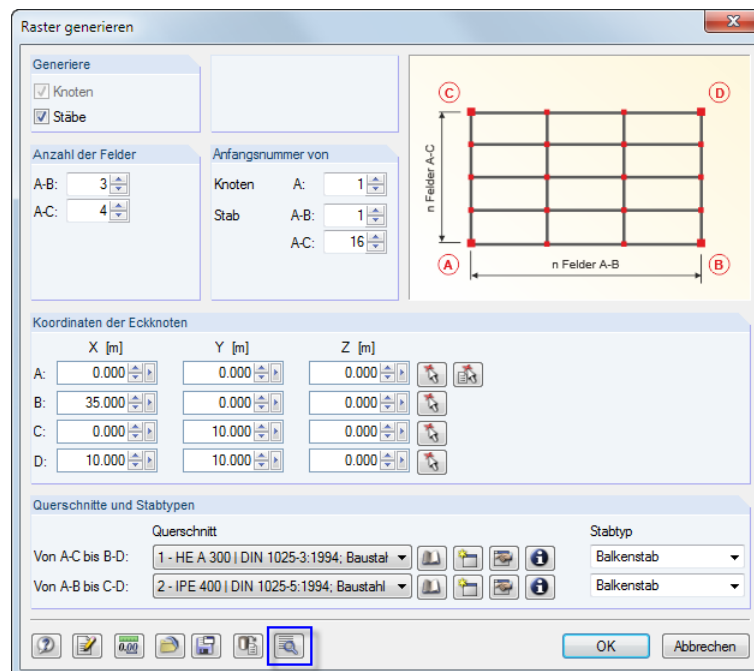 Raster generieren
Generiere
Knoten
Stäbe
Anzahl der Felder
A-B: 3
A-C: 4
Anfangsnummer von
Knoten A: 1
Stab A-B: 1
A-C: 16
C
D
n Felder A-C
A
n Felder A-B
B
Koordinaten der Eckknoten
X [m] Y [m] Z [m]
A: 0.000 0.000 0.000
B: 35.000 0.000 0.000
C: 0.000 10.000 0.000
D: 10.000 10.000 0.000
Querschnitte und Stabtypen
Querschnitt Stabtyp
Von A-C bis B-D: 1 - HE A 300 | DIN 1025-3:1994; Baustal Balkenstab
Von A-B bis C-D: 2 - IPE 400 | DIN 1025-5:1994; Baustahl Balkenstab
0.00
OK Abbrechen